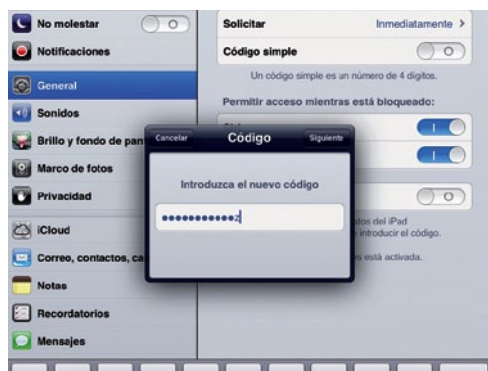 No molestar
Notificaciones
General
Sonidos
Brillo y fondo de pan
Marco de fotos
Privacidad
iCloud
Correo, contactos, ca
Notas
Recordatorios
Mensajes
Solicitar Inmediatamente >
Código simple
Un código simple es un número de 4 dígitos.
Permitir acceso mientras está bloqueado:
Cancelar Código Siguiente
Introduzca el nuevo código
•••••••••••z
os del iPad
introducir el código.
s está activada.